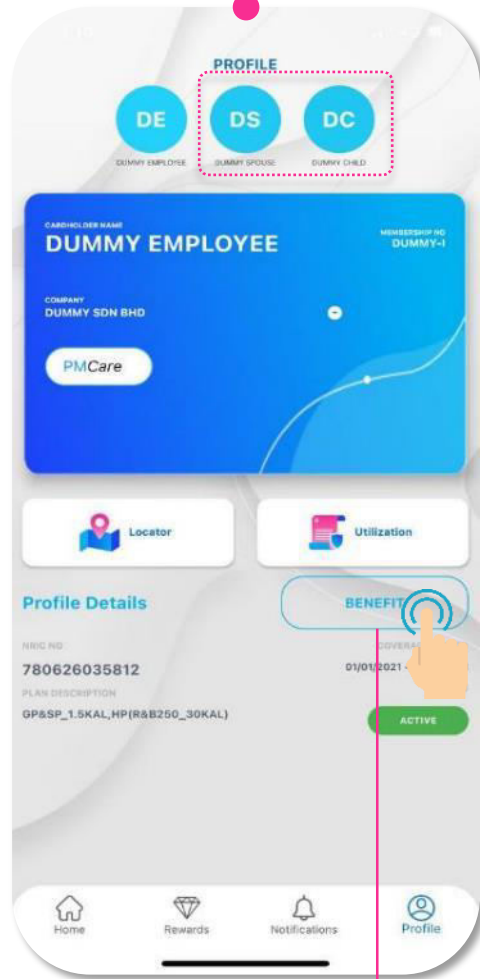 PROFILE
DE
DS
DC
DUMMY EMPLOYEE
DUMMY SPOUSE
DUMMY CHILD
CARDHOLDER NAME
DUMMY EMPLOYEE
MEMBERSHIP NO
DUMMY-I
COMPANY
DUMMY SDN BHD
PMCare
Locator
Utilization
Profile Details
BENEFIT
NRIC NO
780626035812
01/01/2021 -
PLAN DESCRIPTION
GP&SP_1.5KAL,HP(R&B250_30KAL)
ACTIVE
Home
Rewards
Notifications
Profile